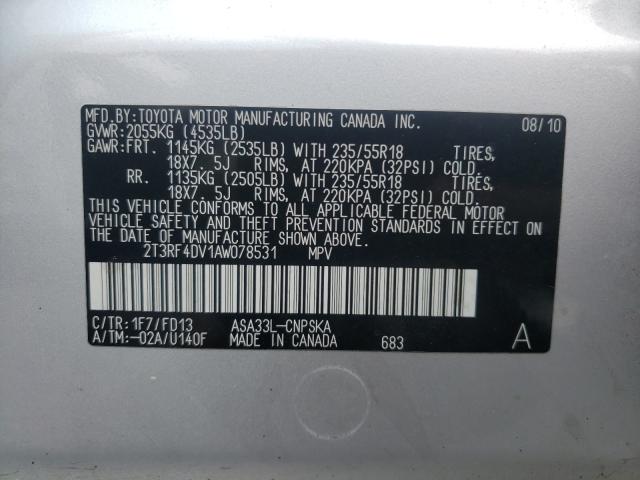 MFD.BY:TOYOTA MOTOR MANUFACTURING CANADA INC. 08/10
GVWR:2055KG (4535LB)
GAWR:FRT. 1145KG (2535LB) WITH 235/55R18 TIRES,
18X7.5J RIMS, AT 220KPA (32PSI) COLD.
RR. 1135KG (2505LB) WITH 235/55R18 TIRES,
18X7.5J RIMS, AT 220KPA (32PSI) COLD.
THIS VEHICLE CONFORMS TO ALL APPLICABLE FEDERAL MOTOR
VEHICLE SAFETY AND THEFT PREVENTION STANDARDS IN EFFECT ON
THE DATE OF MANUFACTURE SHOWN ABOVE.
2T3RF4DV1AW078531 MPV
C/TR:1F7/FD13 ASA33L-CNPSKA
A/TM:-02A/U140F MADE IN CANADA 683 A